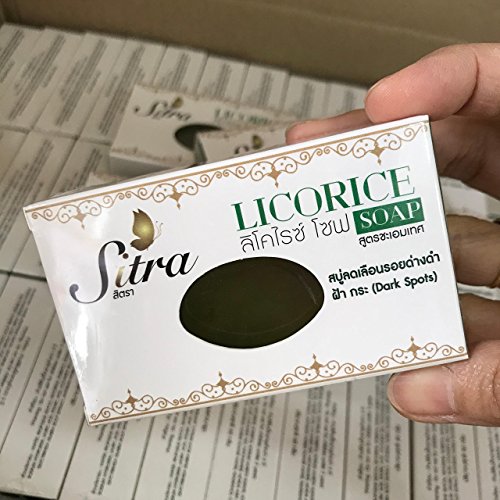 Sitra
สิตรา
LICORICE
ลิโคไรซ์ โซฟ SOAP
สูตรชะเอมเทศ
สบู่ลดเลือนรอยด่างดำ
ฝ้า กระ (Dark Spots)
Sitra
LICORICE